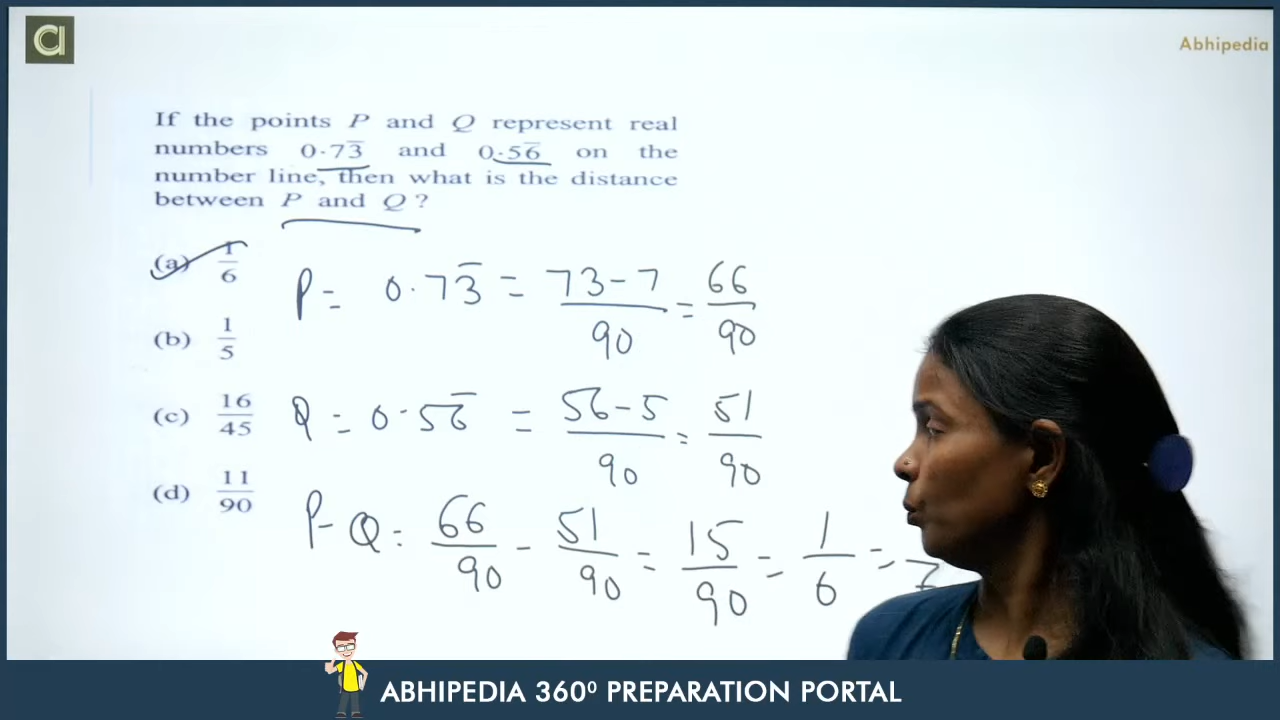 Abhipedia
If the points P and Q represent real
numbers 0·73̅ and 0·56̅ on the
number line, then what is the distance
between P and Q ?
(a) 1/6
(b) 1/5
(c) 16/45
(d) 11/90
P = 0.73̅ = 73-7/90 = 66/90
Q = 0.56̅ = 56-5/90 = 51/90
P-Q = 66/90 - 51/90 = 15/90 = 1/6 =
ABHIPEDIA 360⁰ PREPARATION PORTAL